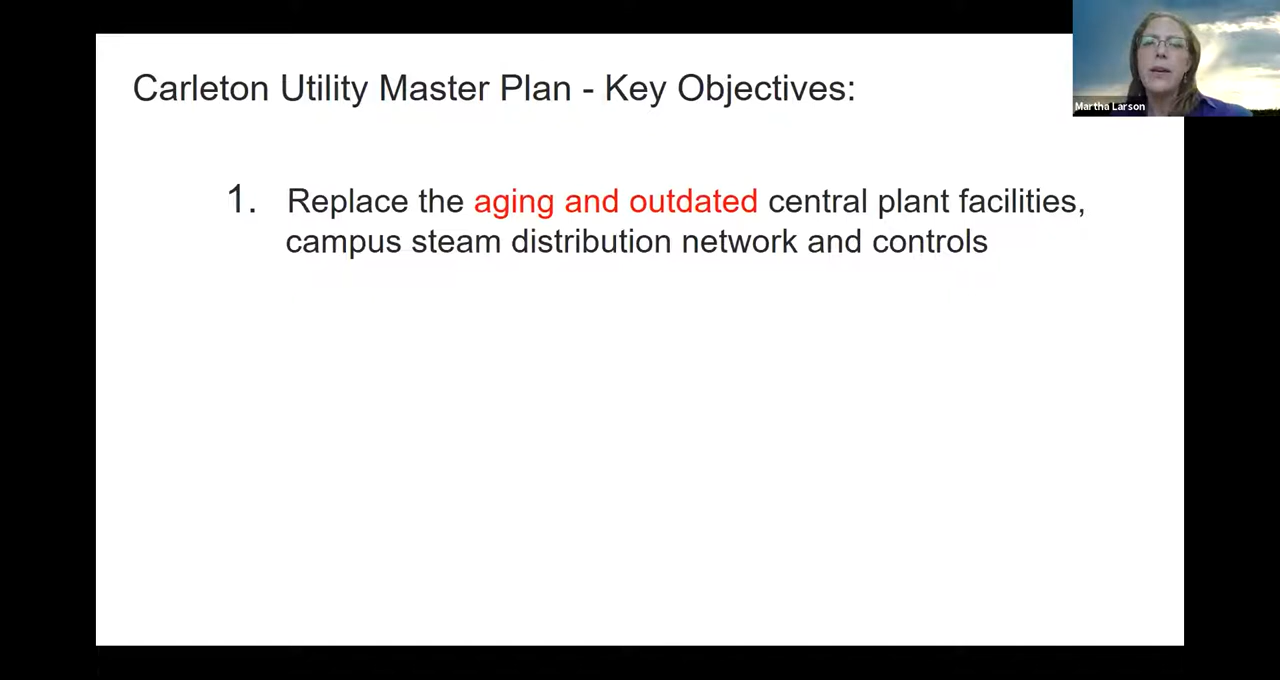 Carleton Utility Master Plan - Key Objectives:
Martha Larson
1. Replace the aging and outdated central plant facilities,
campus steam distribution network and controls